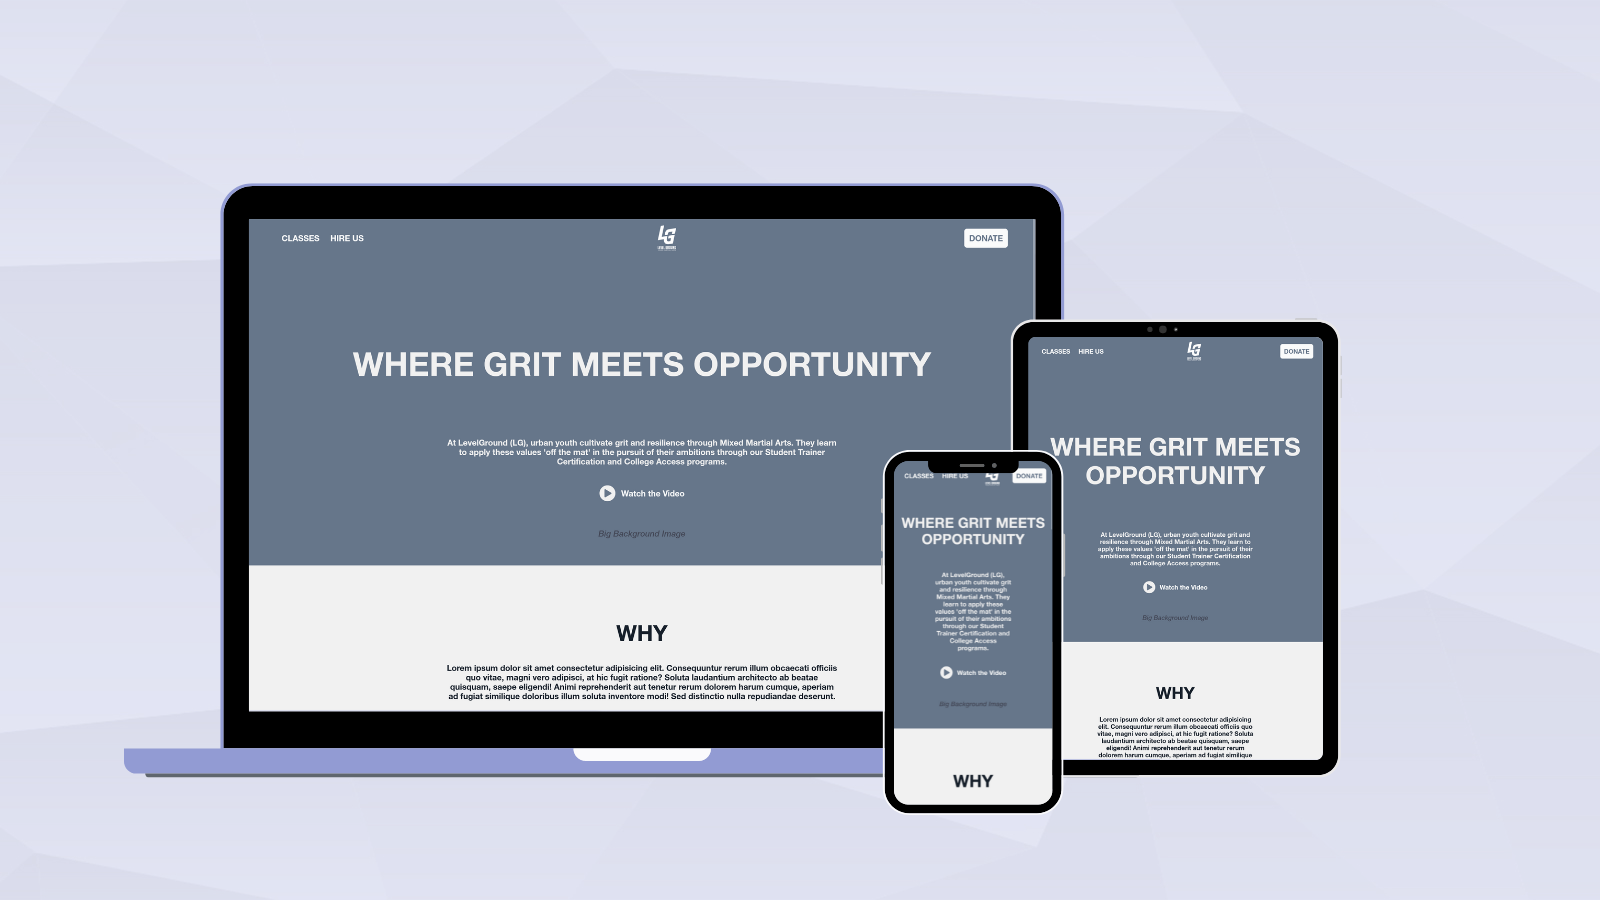 CLASSES HIRE US
LG
LEVEL GROUND
DONATE
WHERE GRIT MEETS OPPORTUNITY
At LevelGround (LG), urban youth cultivate grit and resilience through Mixed Martial Arts. They learn
to apply these values 'off the mat' in the pursuit of their ambitions through our Student Trainer
Certification and College Access programs.
Watch the Video
Big Background Image
WHY
Lorem ipsum dolor sit amet consectetur adipisicing elit. Consequuntur rerum illum obcaecati officiis
quo vitae, magni vero adipisci, at hic fugit ratione? Soluta laudantium architecto ab beatae
quisquam, saepe eligendi! Animi reprehenderit aut tenetur rerum dolorem harum cumque, aperiam
ad fugiat similique doloribus illum soluta inventore modi! Sed distinctio nulla repudiandae deserunt.
CLASSES HIRE US
LG
DONATE
WHERE GRIT MEETS
OPPORTUNITY
At LevelGround (LG),
urban youth cultivate grit
and resilience through
Mixed Martial Arts. They
learn to apply these
values 'off the mat' in the
pursuit of their ambitions
through our Student
Trainer Certification and
College Access
programs.
Watch the Video
Big Background Image
WHY
CLASSES HIRE US
LG
DONATE
WHERE GRIT MEETS
OPPORTUNITY
At LevelGround (LG), urban youth cultivate grit and
resilience through Mixed Martial Arts. They learn to
apply these values 'off the mat' in the pursuit of their
ambitions through our Student Trainer Certification
and College Access programs.
Watch the Video
Big Background Image
WHY
Lorem ipsum dolor sit amet consectetur adipisicing
elit. Consequuntur rerum illum obcaecati officiis quo
vitae, magni vero adipisci, at hic fugit ratione? Soluta
laudantium architecto ab beatae quisquam, saepe
eligendi! Animi reprehenderit aut tenetur rerum
dolorem harum cumque, aperiam ad fugiat similique